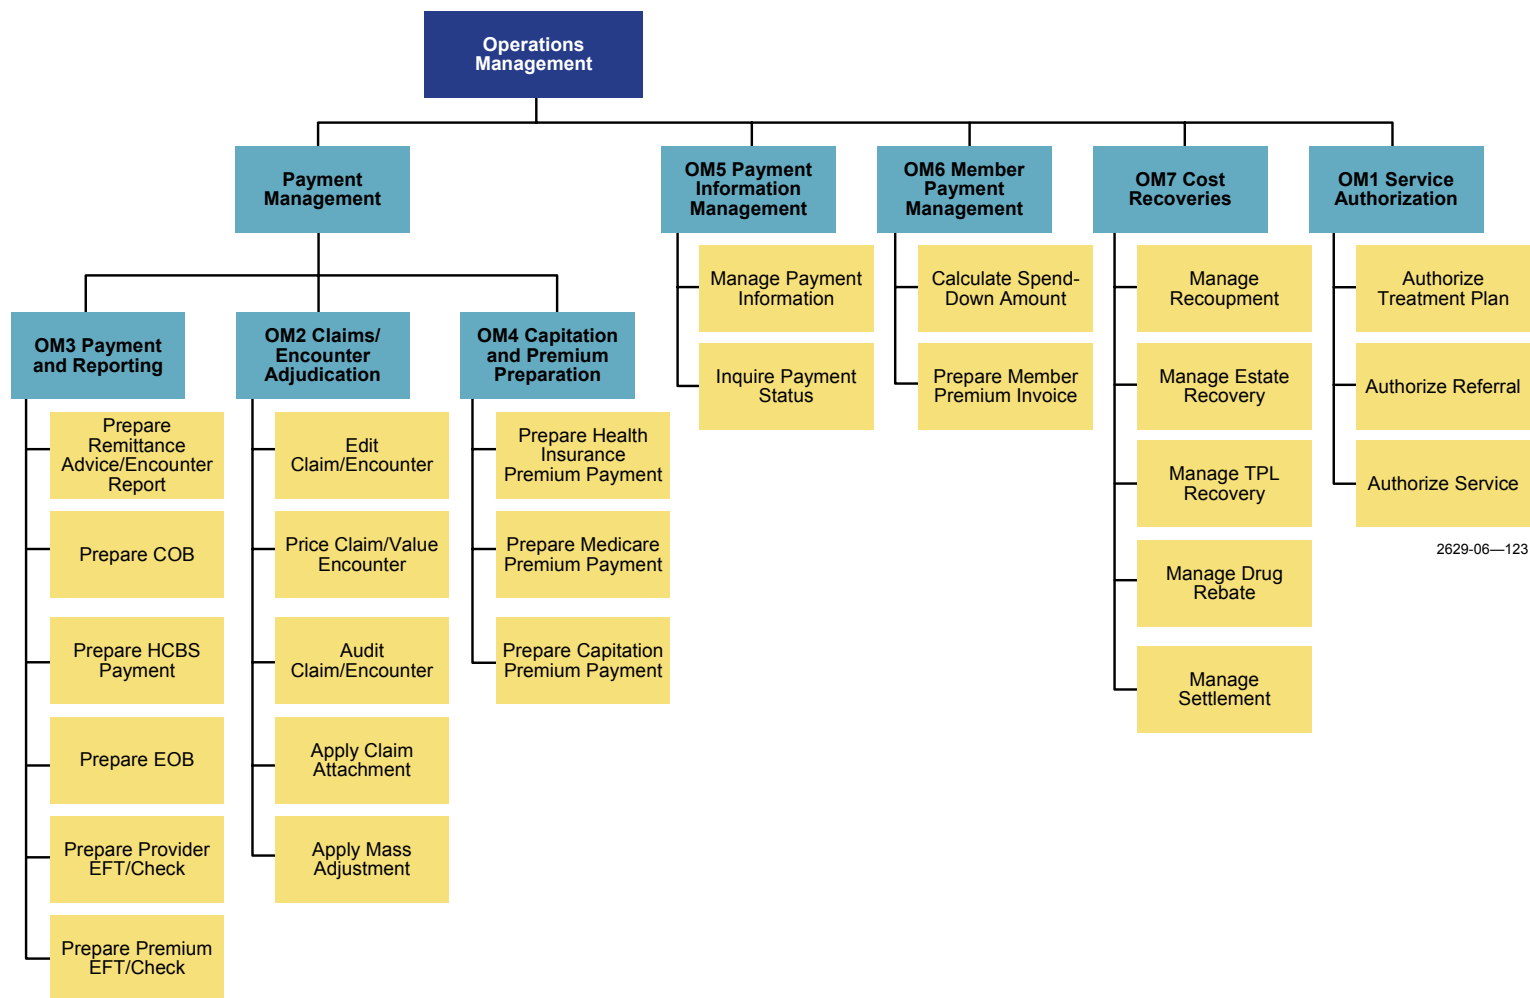 Operations
Management
Payment
Management
OM5 Payment
Information
Management
OM6 Member
Payment
Management
OM7 Cost
Recoveries
OM1 Service
Authorization
OM3 Payment
and Reporting
OM2 Claims/
Encounter
Adjudication
OM4 Capitation
and Premium
Preparation
Prepare
Remittance
Advice/Encounter
Report
Prepare COB
Prepare HCBS
Payment
Prepare EOB
Prepare Provider
EFT/Check
Prepare Premium
EFT/Check
Edit
Claim/Encounter
Price Claim/Value
Encounter
Audit
Claim/Encounter
Apply Claim
Attachment
Apply Mass
Adjustment
Prepare Health
Insurance
Premium Payment
Prepare Medicare
Premium Payment
Prepare Capitation
Premium Payment
Manage Payment
Information
Inquire Payment
Status
Calculate Spend-
Down Amount
Prepare Member
Premium Invoice
Manage
Recoupment
Manage Estate
Recovery
Manage TPL
Recovery
Manage Drug
Rebate
Manage
Settlement
Authorize
Treatment Plan
Authorize Referral
Authorize Service
2629-06—123